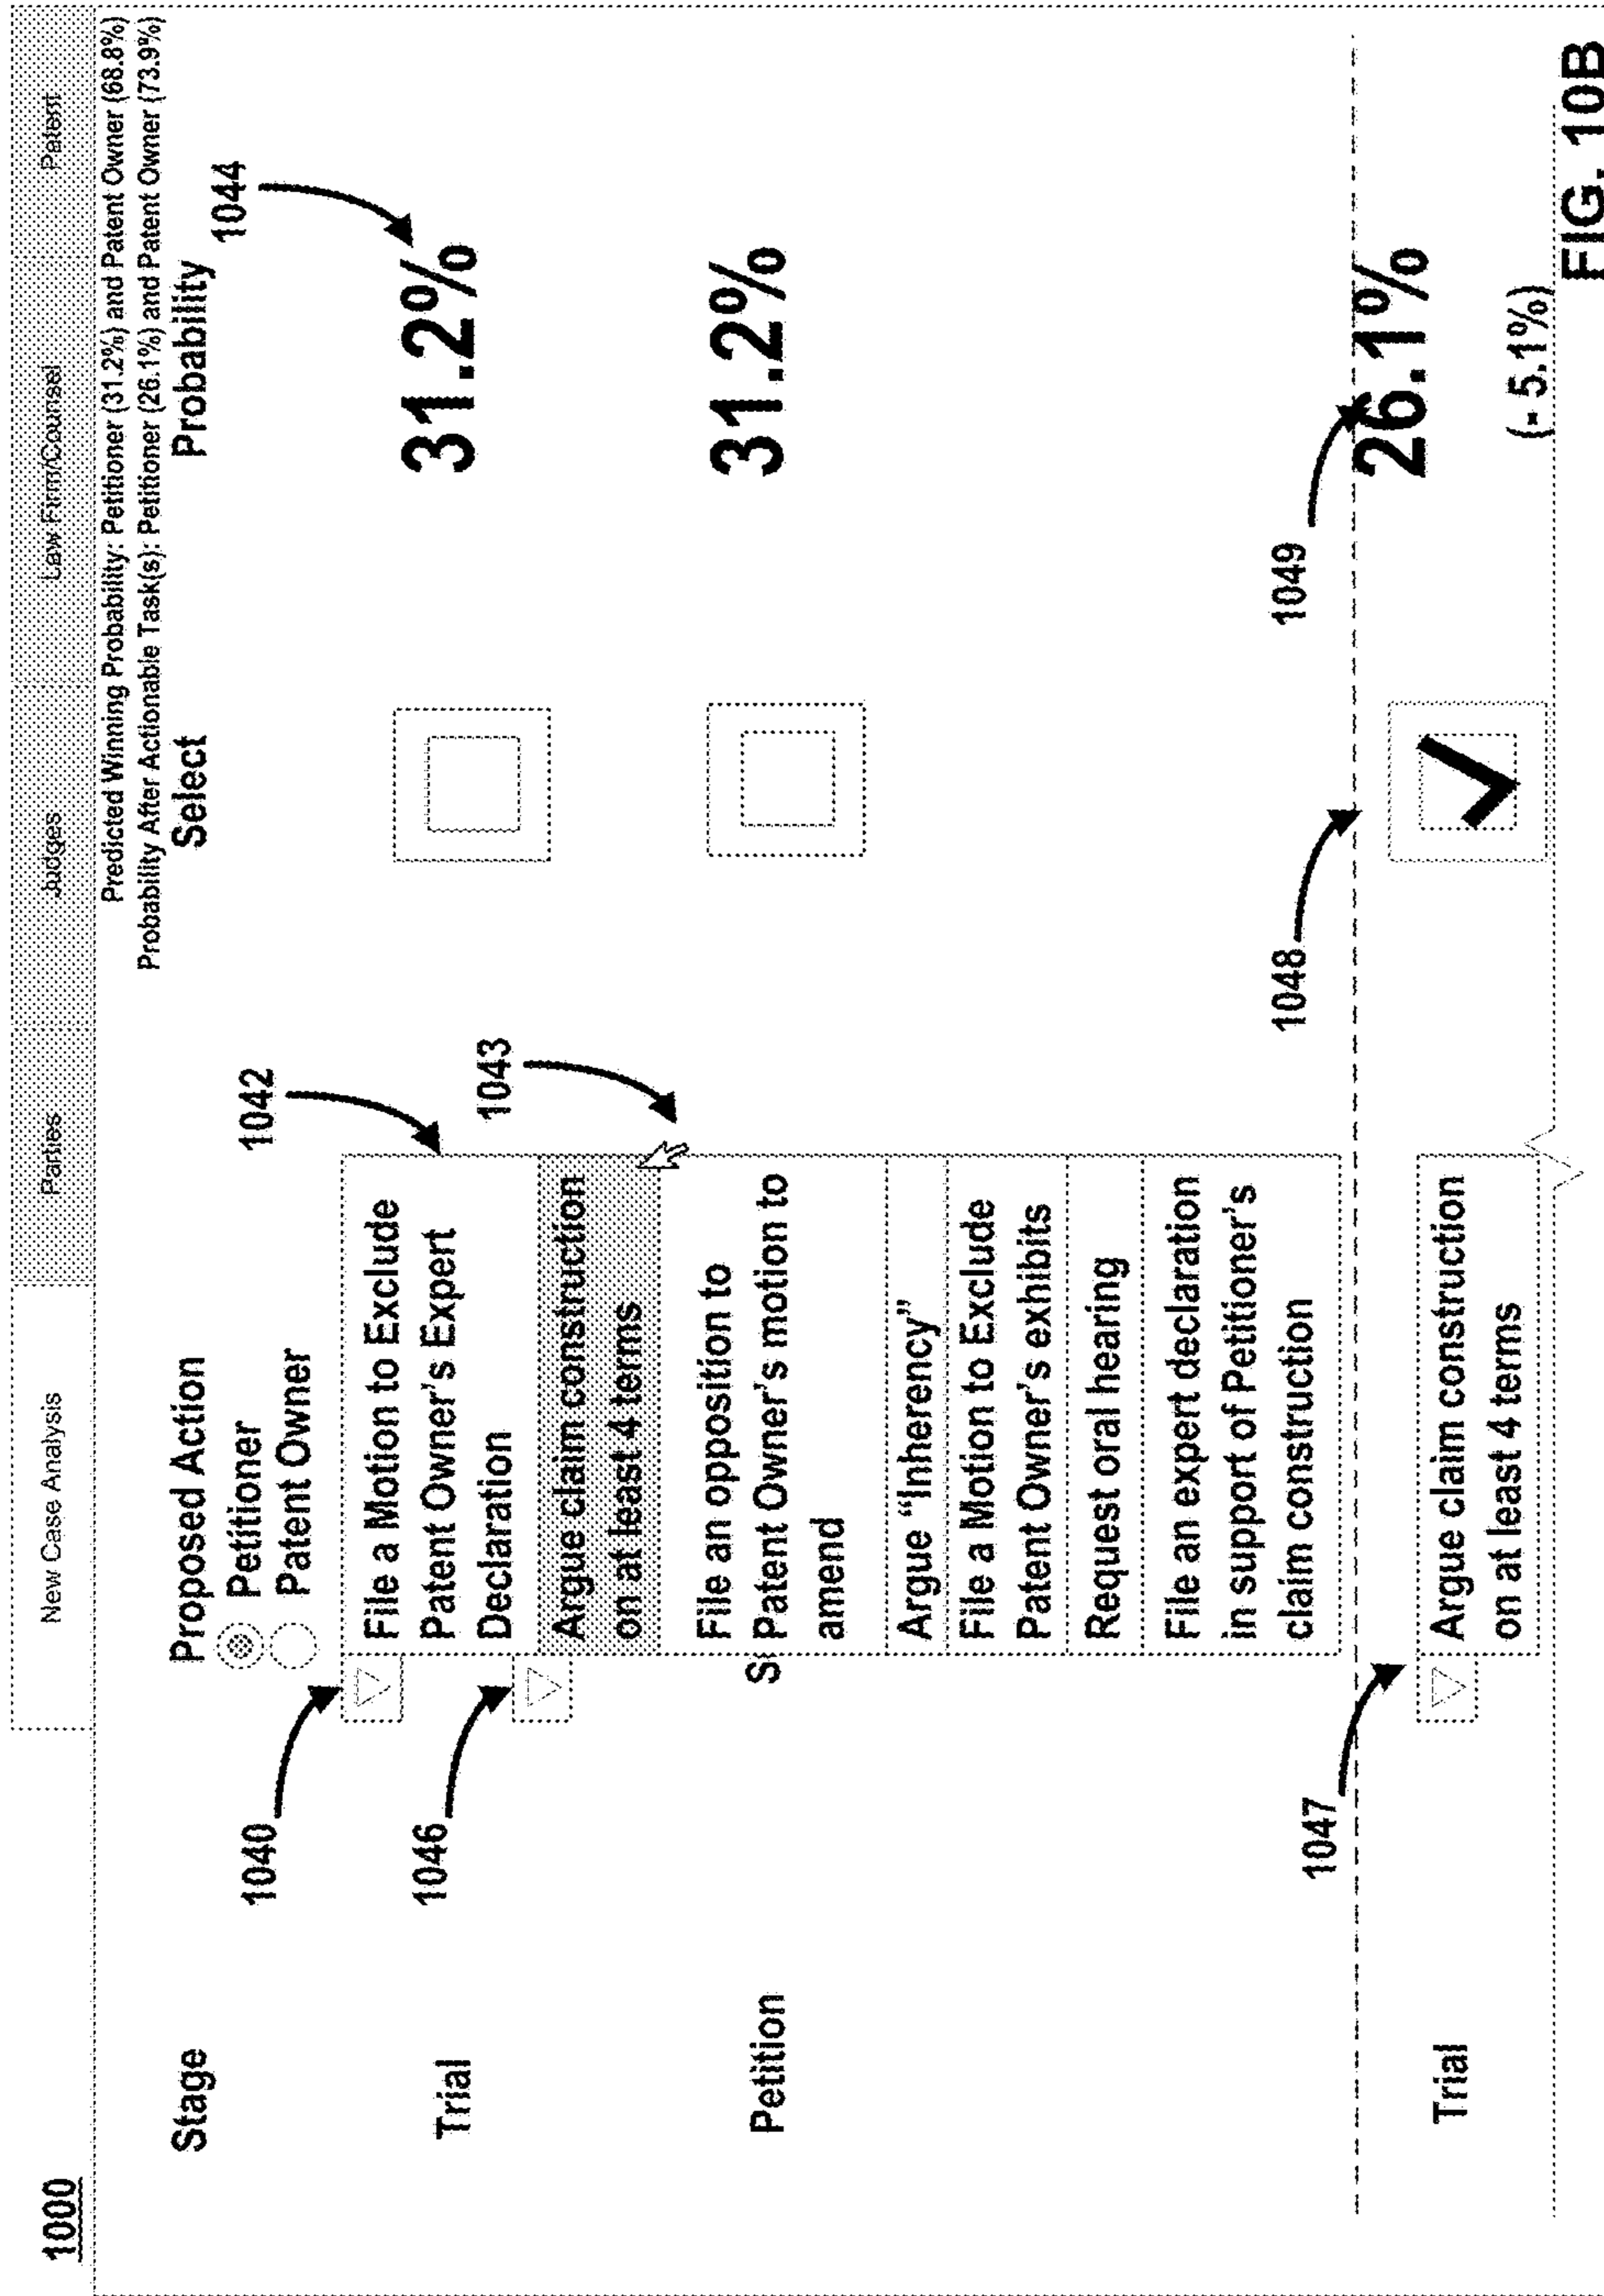 1000
New Case Analysis
Parties
Judges
Law Firm/Counsel
Patent
Predicted Winning Probability: Petitioner (31.2%) and Patent Owner (68.8%)
Probability After Actionable Task(s): Petitioner (26.1%) and Patent Owner (73.9%)
Stage
Proposed Action
Select
Probability
Petitioner
Patent Owner
1040
1042
1044
Trial
File a Motion to Exclude
Patent Owner's Expert
Declaration
31.2%
1046
1043
Argue claim construction
on at least 4 terms
Petition
S
File an opposition to
Patent Owner's motion to
amend
31.2%
Argue "Inherency"
File a Motion to Exclude
Patent Owner's exhibits
Request oral hearing
File an expert declaration
in support of Petitioner's
claim construction
1047
1048
1049
Trial
Argue claim construction
on at least 4 terms
26.1%
(- 5.1%)
FIG. 10B